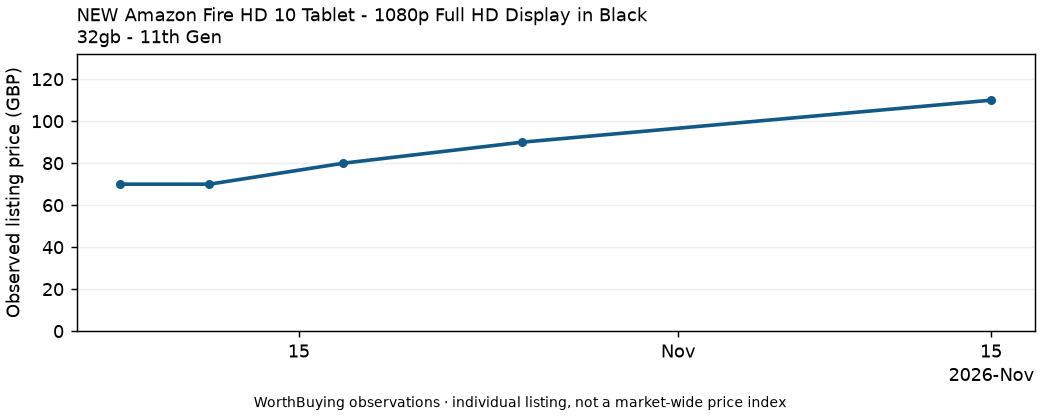 NEW Amazon Fire HD 10 Tablet - 1080p Full HD Display in Black
32gb - 11th Gen
Observed listing price (GBP)
120
100
80
60
40
20
0
15
Nov
15
2026-Nov
WorthBuying observations · individual listing, not a market-wide price index